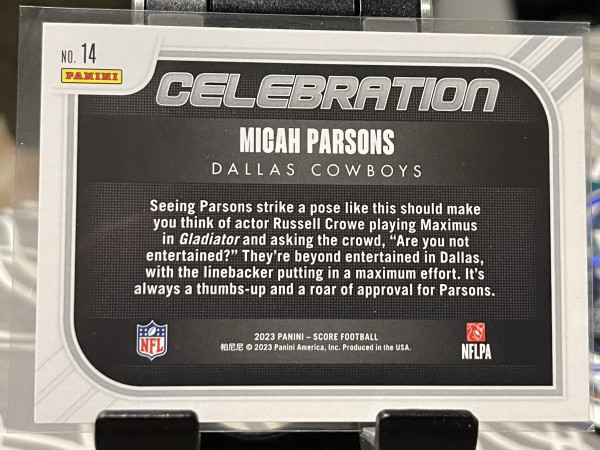 NO. 14
PANINI
CELEBRATION
MICAH PARSONS
DALLAS COWBOYS
Seeing Parsons strike a pose like this should make
you think of actor Russell Crowe playing Maximus
in Gladiator and asking the crowd, “Are you not
entertained?” They’re beyond entertained in Dallas,
with the linebacker putting in a maximum effort. It’s
always a thumbs-up and a roar of approval for Parsons.
NFL
2023 PANINI – SCORE FOOTBALL
帕尼尼 © 2023 Panini America, Inc. Produced in the USA.
NFLPA